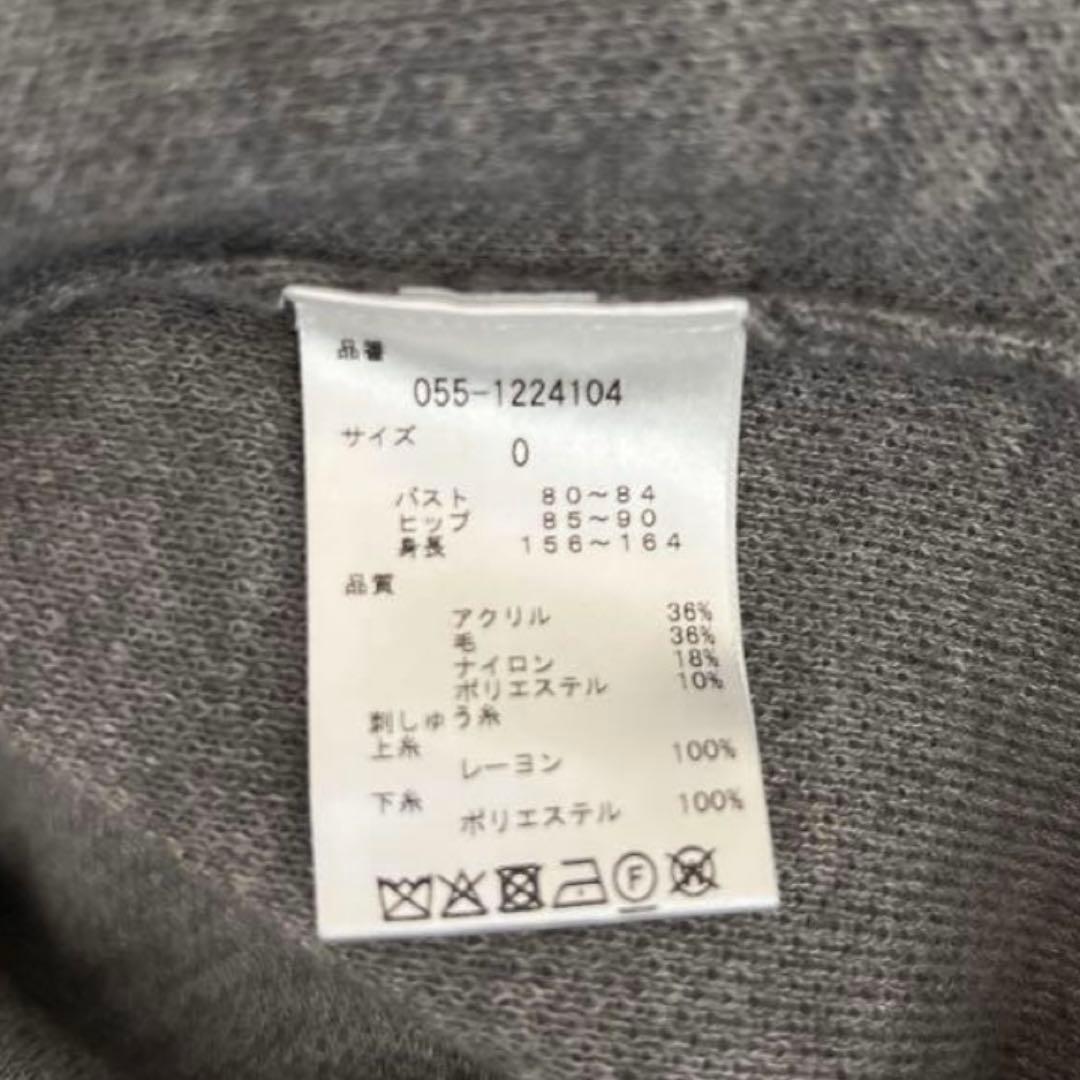 品番
055-1224104
サイズ
0
バスト 80～84
ヒップ 85～90
身長 156～164
品質
アクリル 36%
毛 36%
ナイロン 18%
ポリエステル 10%
刺しゅう糸
上糸
レーヨン 100%
下糸
ポリエステル 100%
F